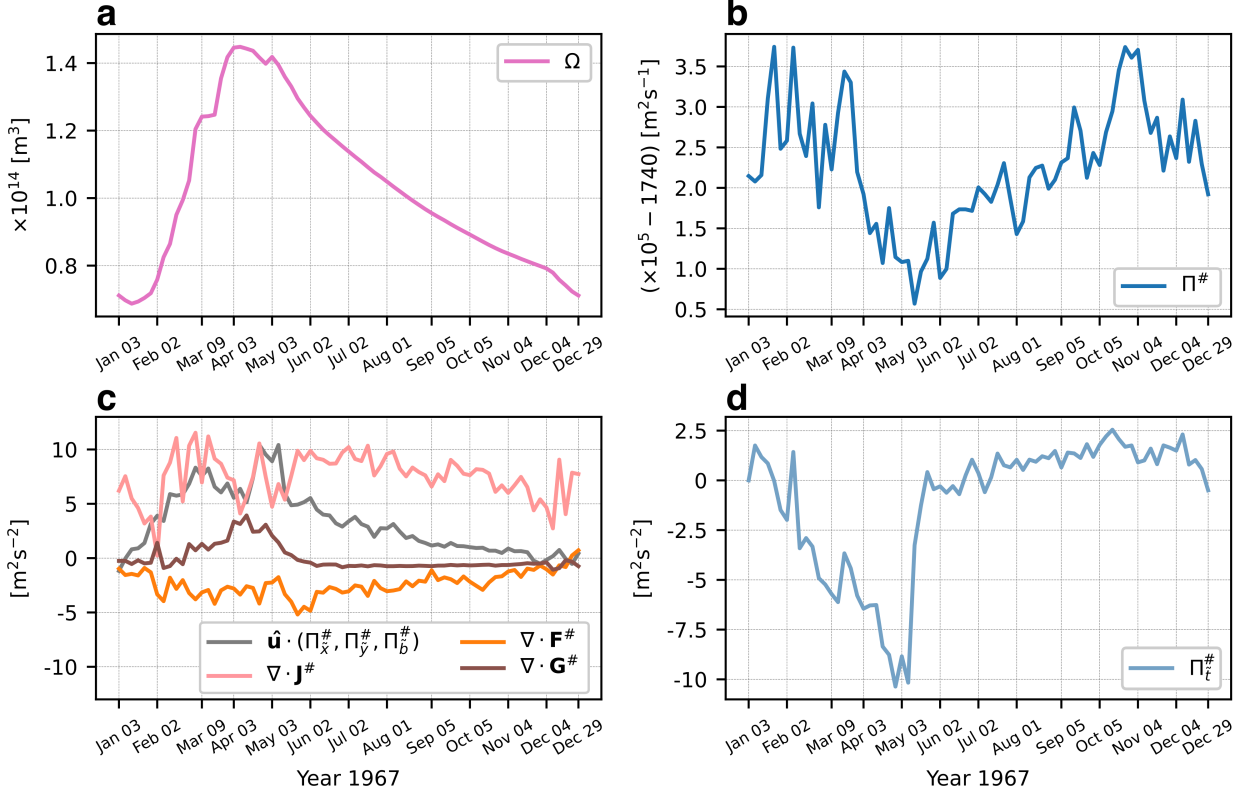 a
×10¹⁴ [m³]
1.4
1.2
1.0
0.8
Ω
Jan 03 Feb 02 Mar 09 Apr 03 May 03 Jun 02 Jul 02 Aug 01 Sep 05 Oct 05 Nov 04 Dec 04 Dec 29
b
(×10⁵ − 1740) [m²s⁻¹]
3.5
3.0
2.5
2.0
1.5
1.0
0.5
Π^#
Jan 03 Feb 02 Mar 09 Apr 03 May 03 Jun 02 Jul 02 Aug 01 Sep 05 Oct 05 Nov 04 Dec 04 Dec 29
c
[m²s⁻²]
10
5
0
-5
-10
û · (Π^#_x̃, Π^#_ỹ, Π^#_b̃)
∇ · J^#
∇ · F^#
∇ · G^#
Jan 03 Feb 02 Mar 09 Apr 03 May 03 Jun 02 Jul 02 Aug 01 Sep 05 Oct 05 Nov 04 Dec 04 Dec 29
Year 1967
d
[m²s⁻²]
2.5
0
-2.5
-5
-7.5
-10
Π^#_t̃
Jan 03 Feb 02 Mar 09 Apr 03 May 03 Jun 02 Jul 02 Aug 01 Sep 05 Oct 05 Nov 04 Dec 04 Dec 29
Year 1967